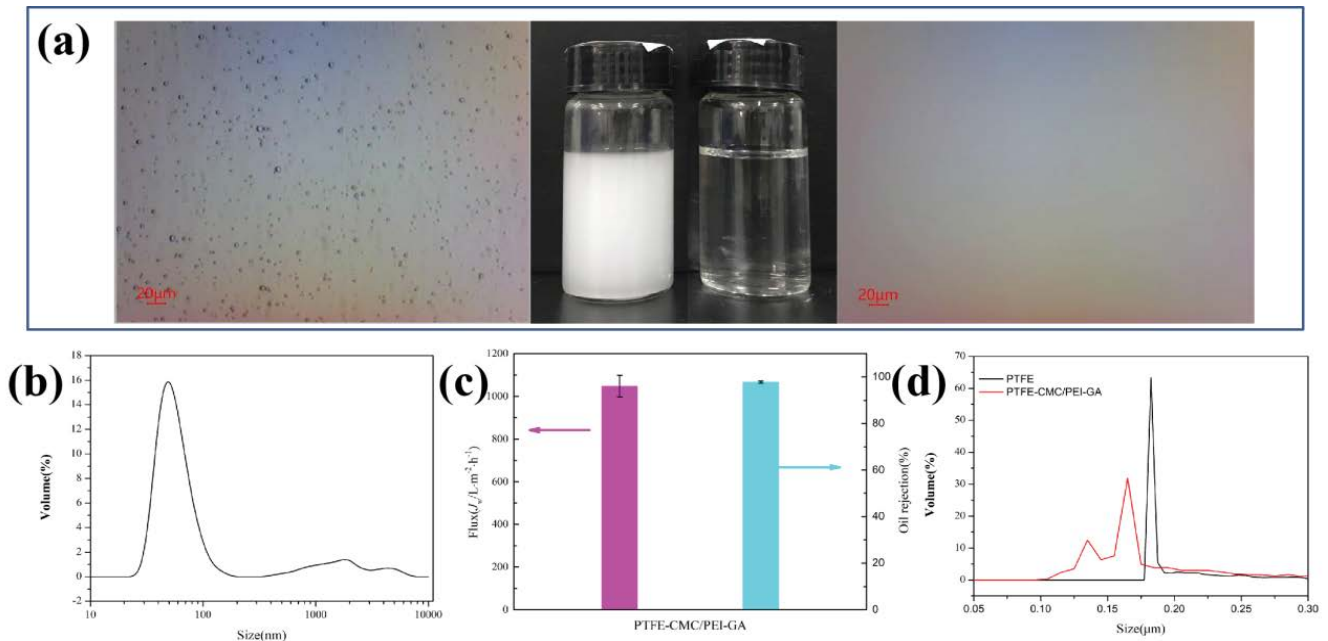 (a)
20μm
20μm
(b)
18
16
14
12
10
8
6
4
2
0
-2
Volume(%)
10
100
1000
10000
Size(nm)
(c)
1200
1000
800
600
400
200
0
Flux(Jv/L·m-2·h-1)
100
80
60
40
20
0
Oil rejection(%)
PTFE-CMC/PEI-GA
(d)
70
60
50
40
30
20
10
0
Volume(%)
PTFE
PTFE-CMC/PEI-GA
0.05
0.10
0.15
0.20
0.25
0.30
Size(μm)